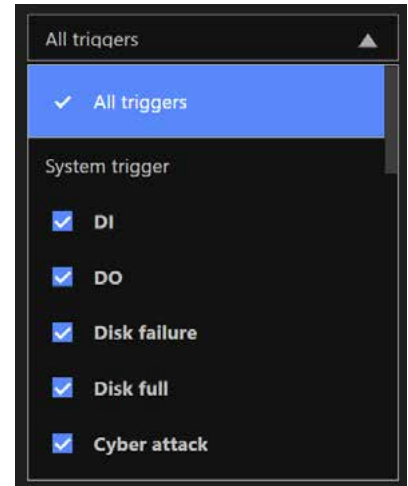 All triggers
All triggers
System trigger
DI
DO
Disk failure
Disk full
Cyber attack